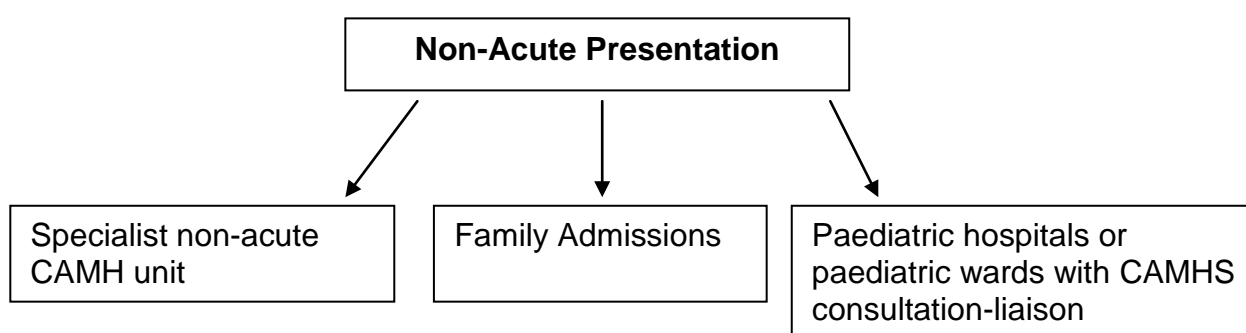 Non-Acute Presentation
Specialist non-acute
CAMH unit
Family Admissions
Paediatric hospitals or
paediatric wards with CAMHS
consultation-liaison